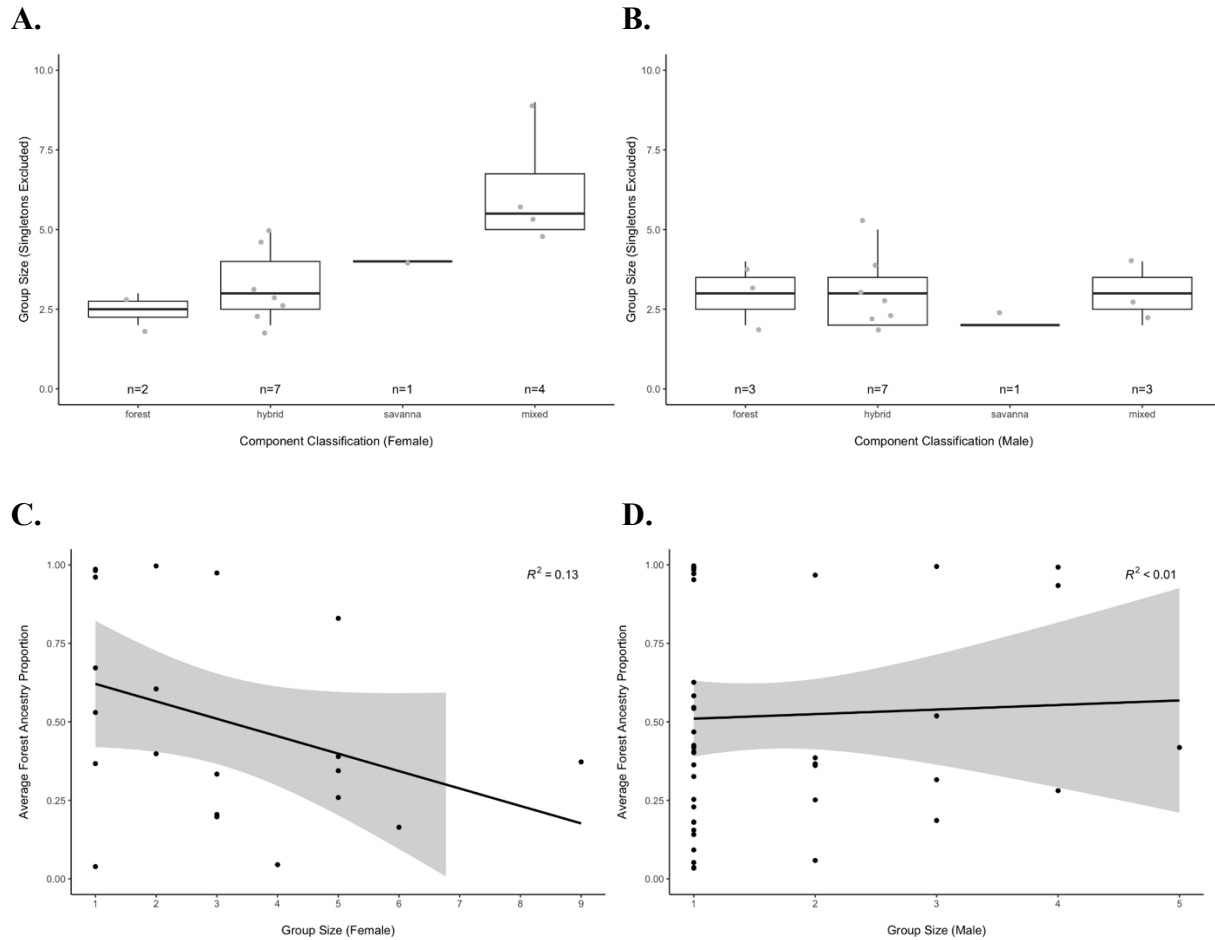 A.
10.0
7.5
5.0
2.5
0.0
Group Size (Singletons Excluded)
n=2 n=7 n=1 n=4
forest hybrid savanna mixed
Component Classification (Female)
B.
10.0
7.5
5.0
2.5
0.0
Group Size (Singletons Excluded)
n=3 n=7 n=1 n=3
forest hybrid savanna mixed
Component Classification (Male)
C.
1.00
0.75
0.50
0.25
0.00
Average Forest Ancestry Proportion
R² = 0.13
1 2 3 4 5 6 7 8 9
Group Size (Female)
D.
1.00
0.75
0.50
0.25
0.00
Average Forest Ancestry Proportion
R² < 0.01
1 2 3 4 5
Group Size (Male)